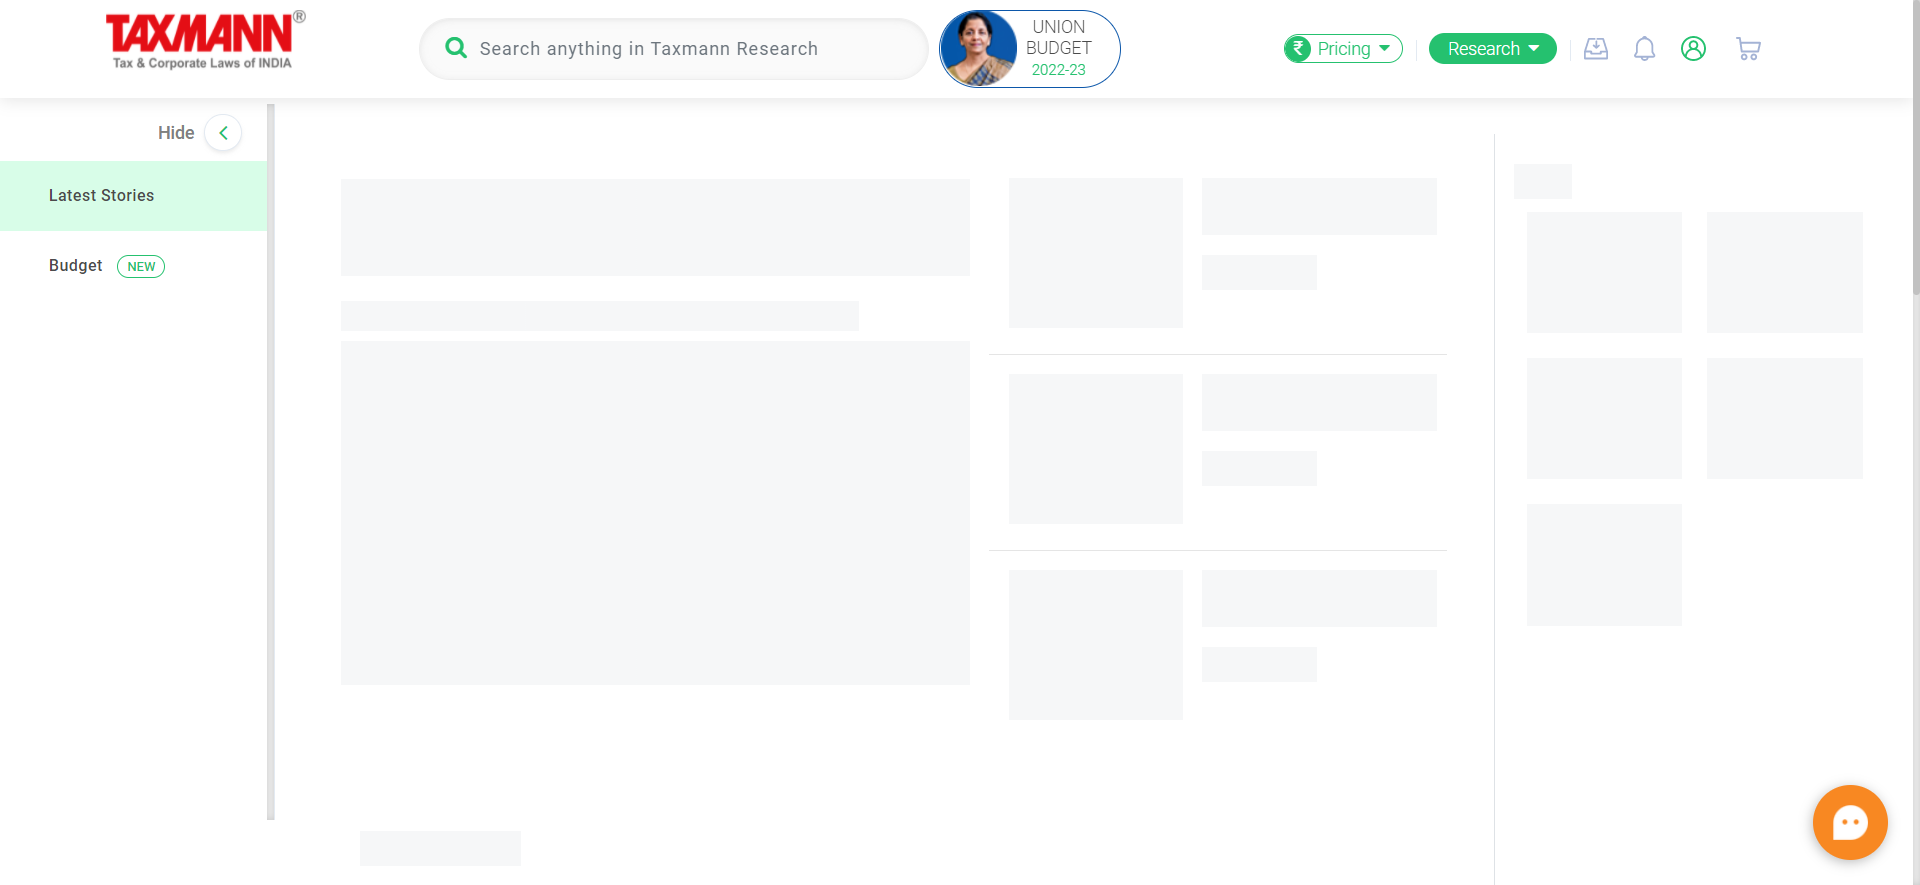 TAXMANN®
Tax & Corporate Laws of INDIA
Search anything in Taxmann Research
UNION
BUDGET
2022-23
₹ Pricing
Research
Hide
Latest Stories
Budget NEW